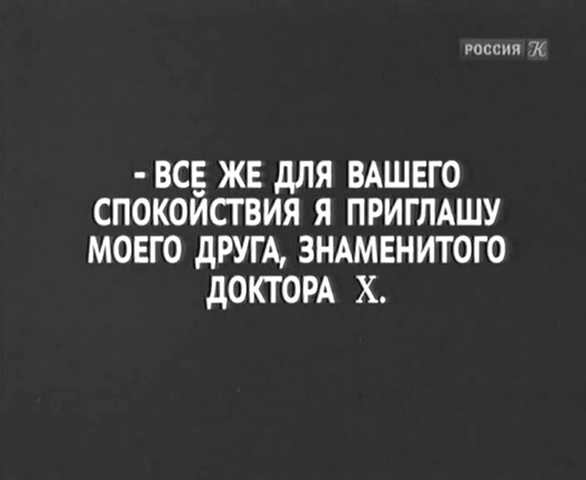 РОССИЯ К
- ВСЕ ЖЕ ДЛЯ ВАШЕГО
СПОКОЙСТВИЯ Я ПРИГЛАШУ
МОЕГО ДРУГА, ЗНАМЕНИТОГО
ДОКТОРА X.